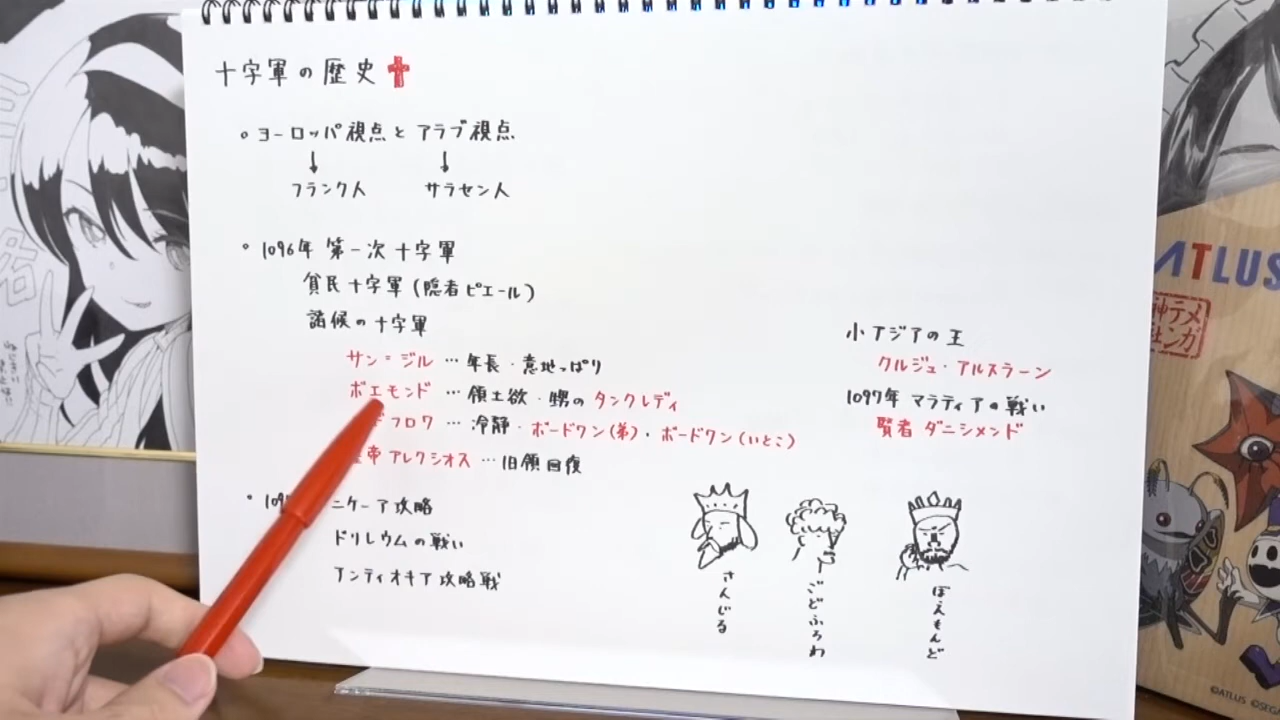 十字軍の歴史
ヨーロッパ視点とアラブ視点
↓ ↓
フランク人 サラセン人
1096年 第一次十字軍
貧民十字軍(隠者ピエール)
諸候の十字軍
サン=ジル … 年長・意地っぱり
ボエモンド … 領土欲・甥のタンクレディ
フロワ … 冷静・ボードワン(弟)・ボードワン(いとこ)
帝アレクシオス … 旧領回復
ニケーア攻略
ドリレウムの戦い
アンティオキア攻略戦
小アジアの王
クルジュ・アルスラーン
1097年 マラティアの戦い
賢者 ダニシメンド
さんじる
ごどふろわ
ぼえもんど
ATLUS
©ATLUS ©SEGA